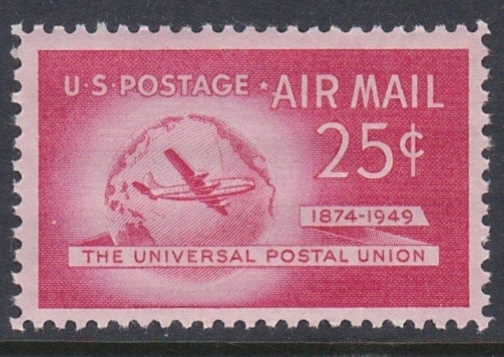 U·S·POSTAGE ★ AIR MAIL
25¢
1874-1949
THE UNIVERSAL POSTAL UNION